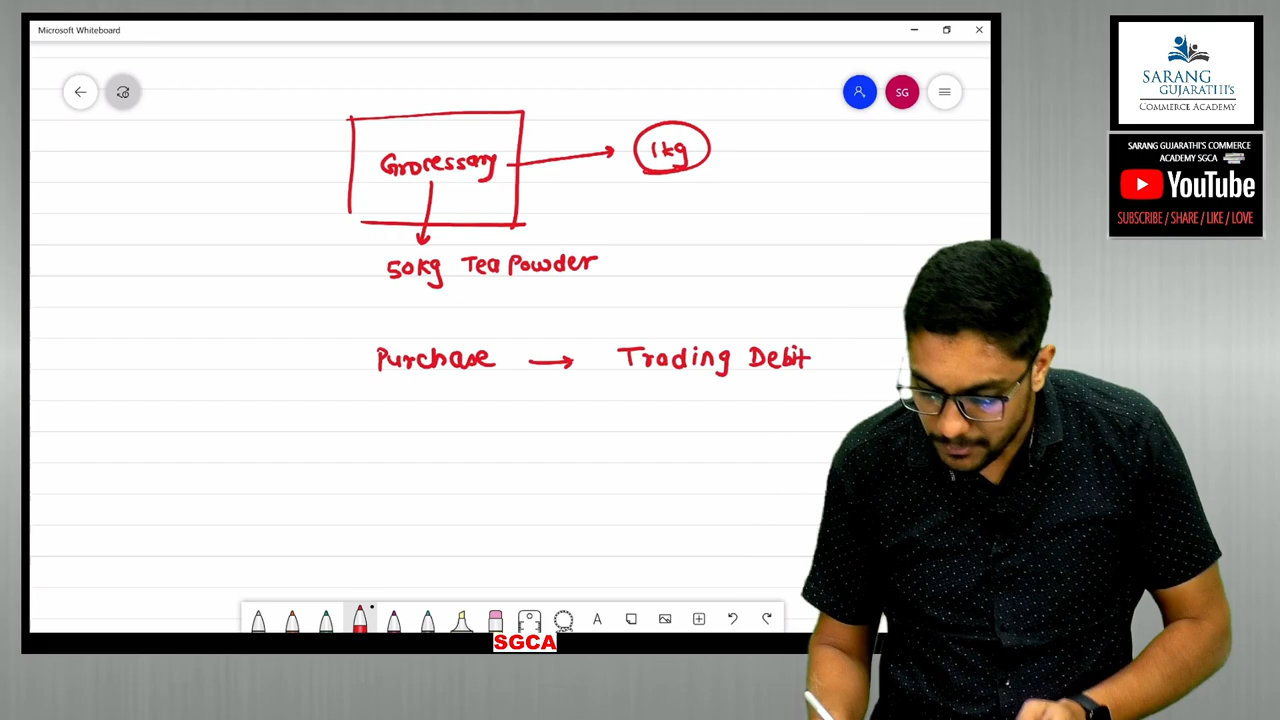 Microsoft Whiteboard
SG
SARANG
GUJARATHI'S
COMMERCE ACADEMY
SARANG GUJARATHI'S COMMERCE
ACADEMY SGCA
YouTube
SUBSCRIBE / SHARE / LIKE / LOVE
Grocessary
1kg
50kg Tea Powder
Purchase → Trading Debit
A
SGCA